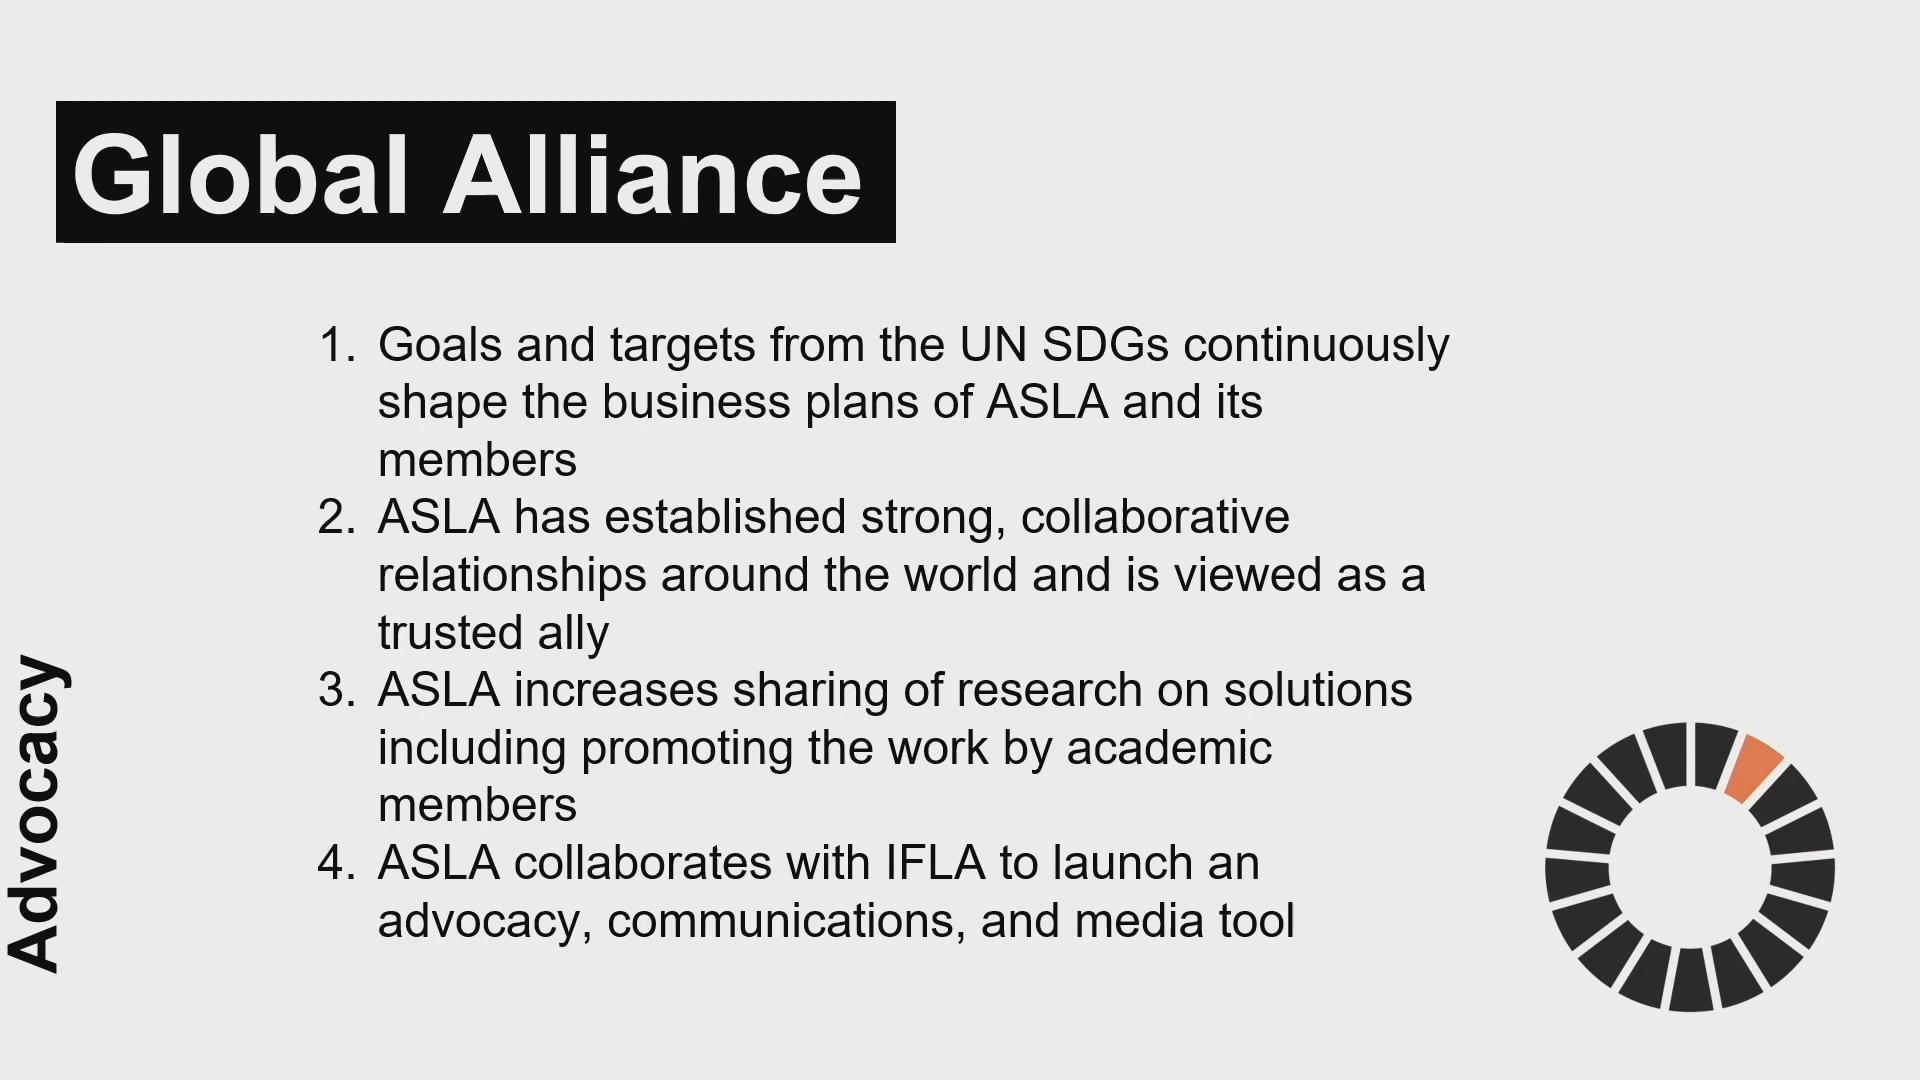 Global Alliance
1. Goals and targets from the UN SDGs continuously
shape the business plans of ASLA and its
members
2. ASLA has established strong, collaborative
relationships around the world and is viewed as a
trusted ally
3. ASLA increases sharing of research on solutions
including promoting the work by academic
members
4. ASLA collaborates with IFLA to launch an
advocacy, communications, and media tool
Advocacy